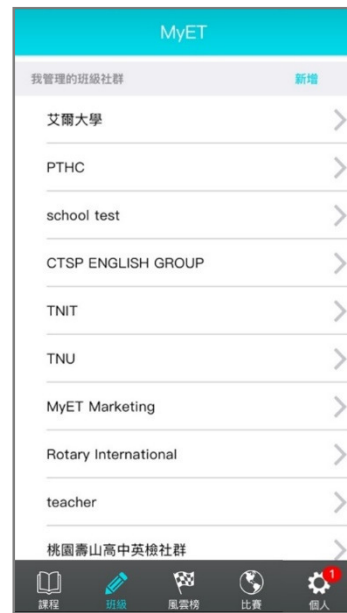 MyET
我管理的班級社群 新增
艾爾大學
PTHC
school test
CTSP ENGLISH GROUP
TNIT
TNU
MyET Marketing
Rotary International
teacher
桃園壽山高中英檢社群
1
課程 班級 風雲榜 比賽 個人